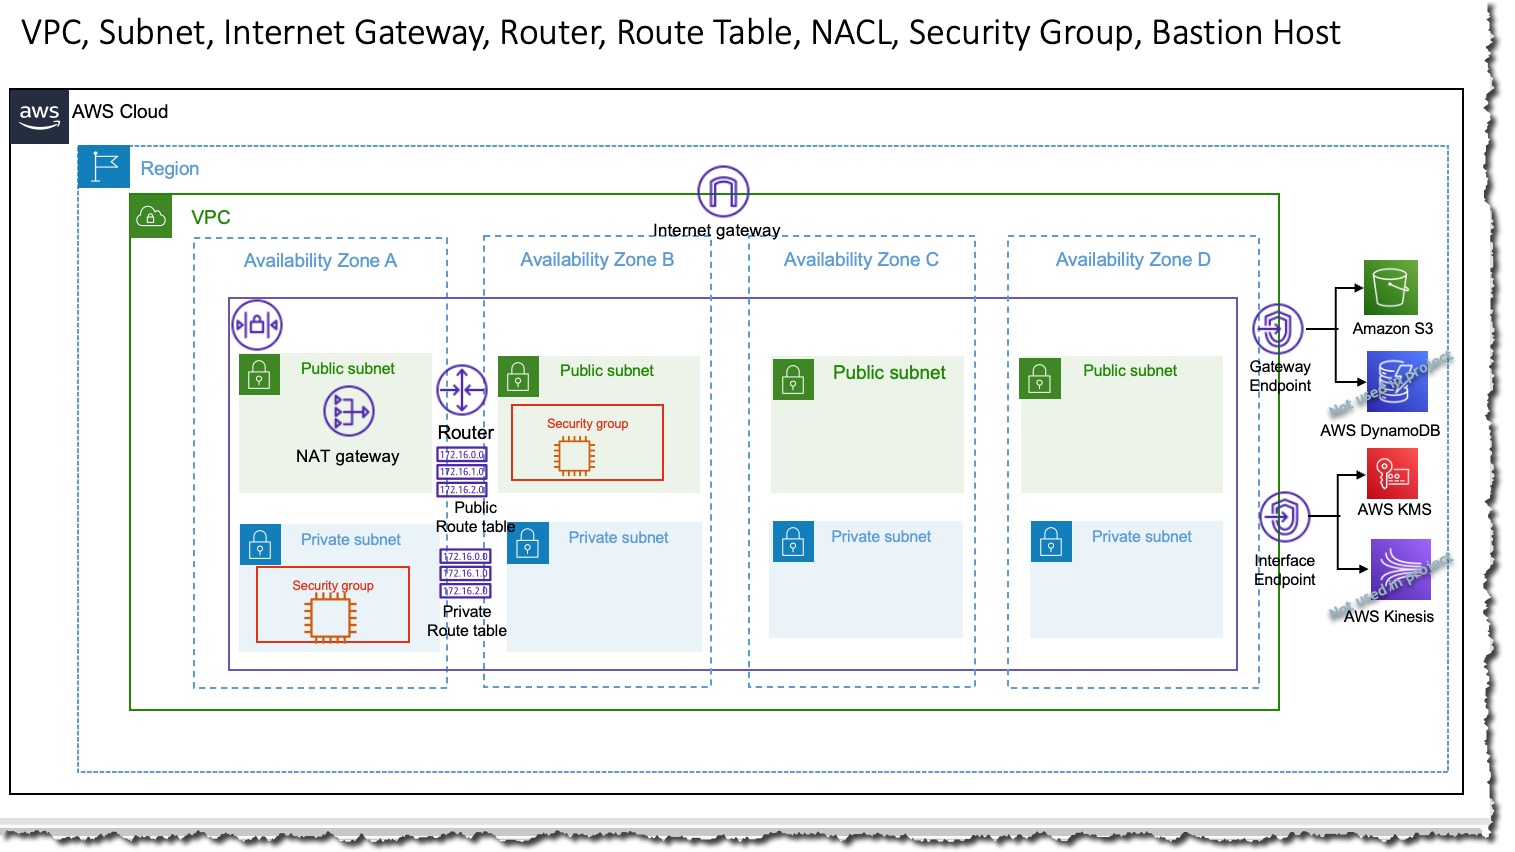 VPC, Subnet, Internet Gateway, Router, Route Table, NACL, Security Group, Bastion Host
aws
AWS Cloud
Region
VPC
Internet gateway
Availability Zone A
Availability Zone B
Availability Zone C
Availability Zone D
Public subnet
NAT gateway
Router
172.16.0.0
172.16.1.0
172.16.2.0
Public
Route table
Public subnet
Security group
Public subnet
Public subnet
Private subnet
Security group
172.16.0.0
172.16.1.0
172.16.2.0
Private
Route table
Private subnet
Private subnet
Private subnet
Gateway
Endpoint
Amazon S3
Not used in project
AWS DynamoDB
Interface
Endpoint
AWS KMS
Not used in project
AWS Kinesis